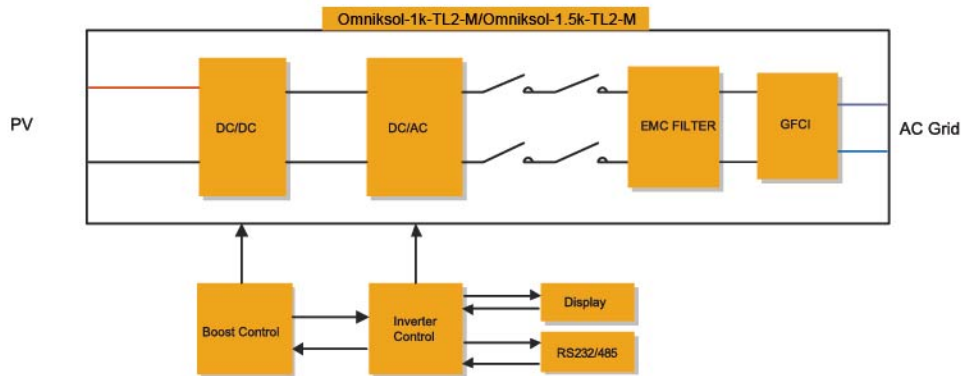 Omniksol-1k-TL2-M/Omniksol-1.5k-TL2-M
PV
DC/DC
DC/AC
EMC FILTER
GFCI
AC Grid
Boost Control
Inverter
Control
Display
RS232/485